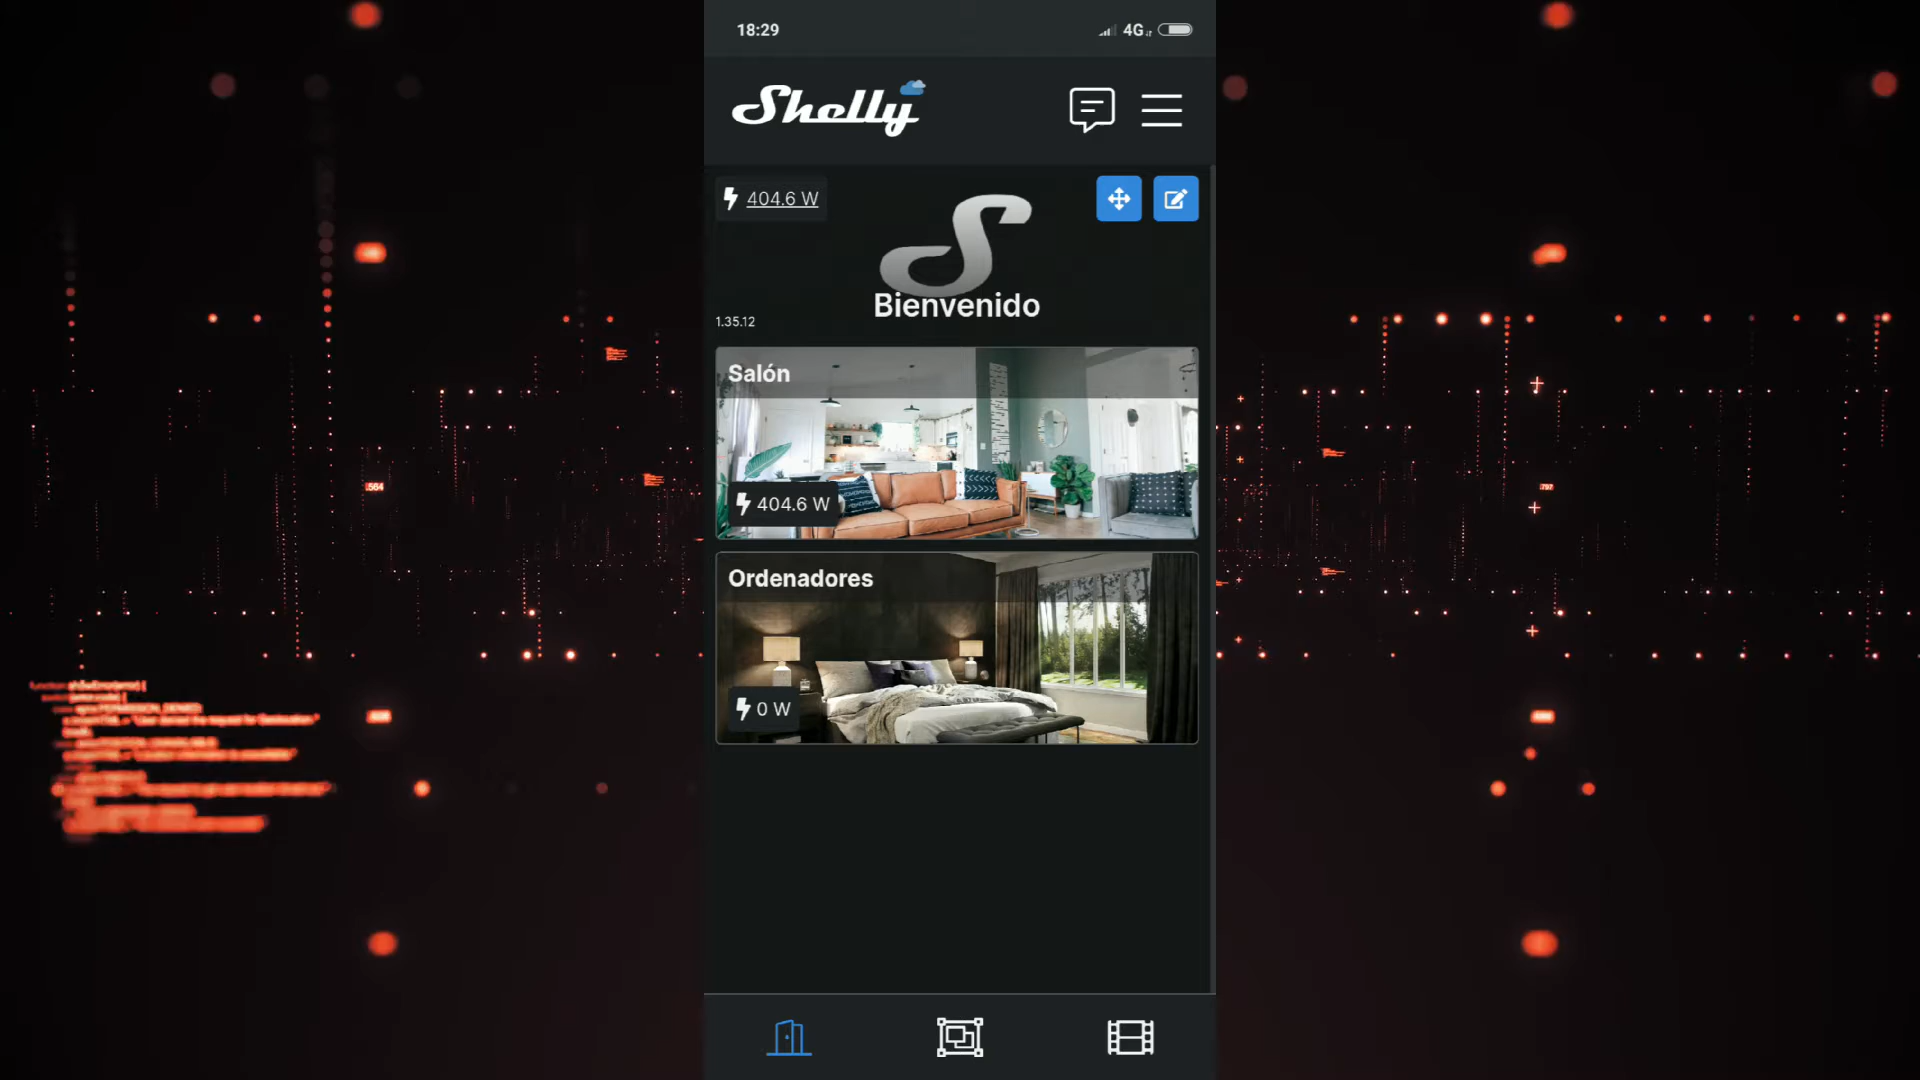 18:29
4G
Shelly
404.6 W
Bienvenido
1.35.12
Salón
404.6 W
Ordenadores
0 W